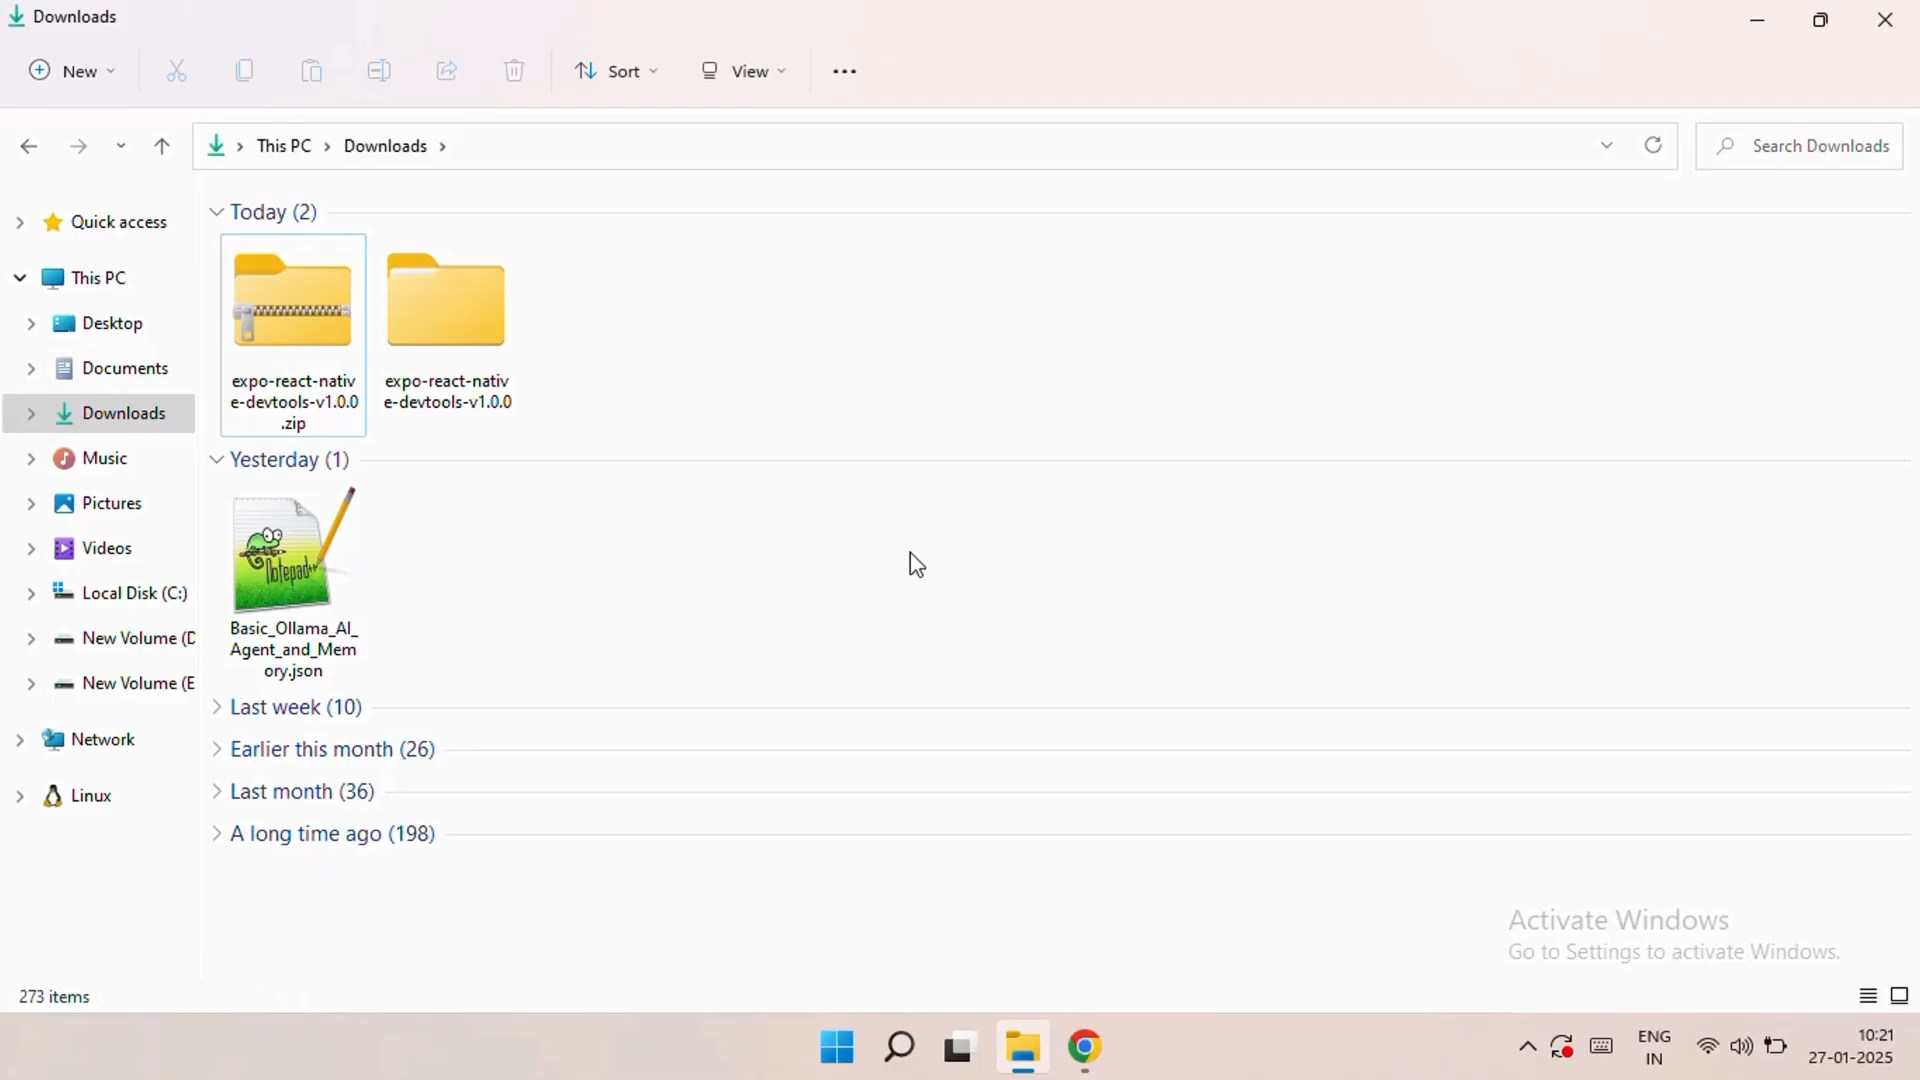 Downloads
New
Sort
View
This PC
Downloads
Search Downloads
Quick access
This PC
Desktop
Documents
Downloads
Music
Pictures
Videos
Local Disk (C:)
New Volume (D
New Volume (E
Network
Linux
Today (2)
expo-react-nativ
e-devtools-v1.0.0
.zip
expo-react-nativ
e-devtools-v1.0.0
Yesterday (1)
Notepad++
Basic_Ollama_AI_
Agent_and_Mem
ory.json
Last week (10)
Earlier this month (26)
Last month (36)
A long time ago (198)
Activate Windows
Go to Settings to activate Windows.
273 items
ENG
IN
10:21
27-01-2025